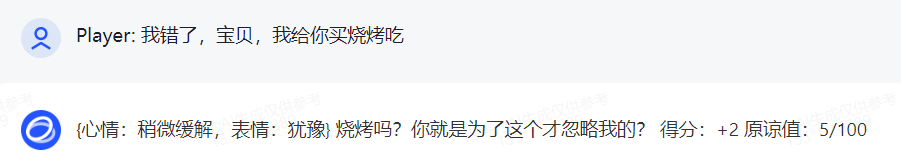 Player: 我错了，宝贝，我给你买烧烤吃
{心情：稍微缓解，表情：犹豫} 烧烤吗？你就是为了这个才忽略我的？ 得分：+2 原谅值：5/100